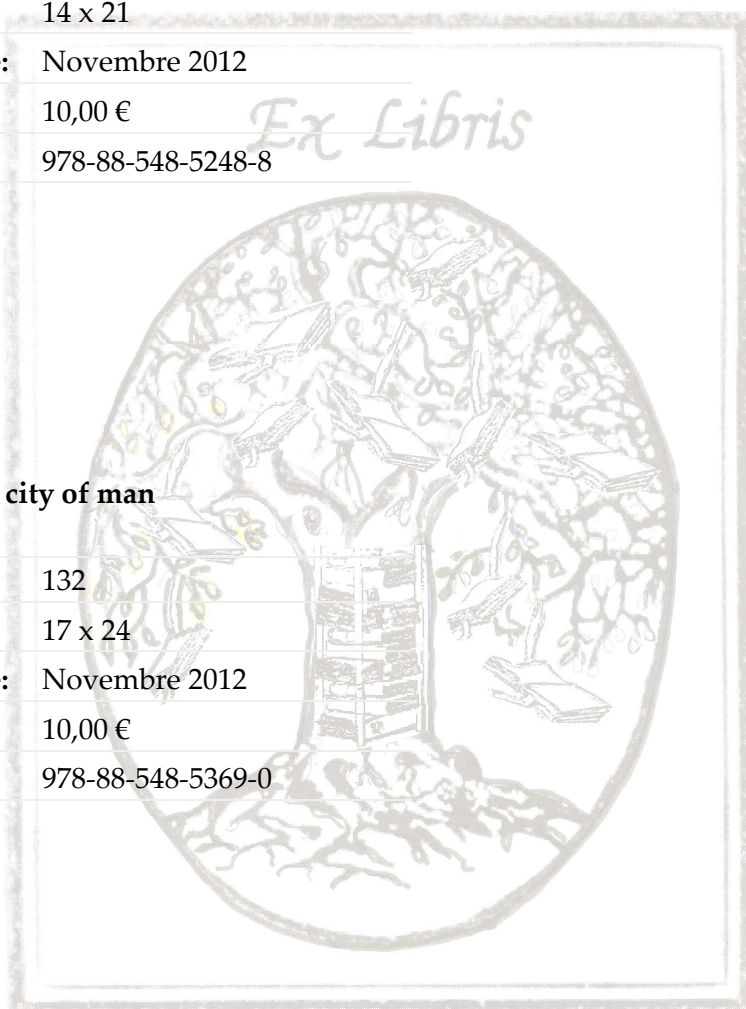 14 x 21
: Novembre 2012
10,00 €
Ex Libris
978-88-548-5248-8
city of man
132
17 x 24
: Novembre 2012
10,00 €
978-88-548-5369-0